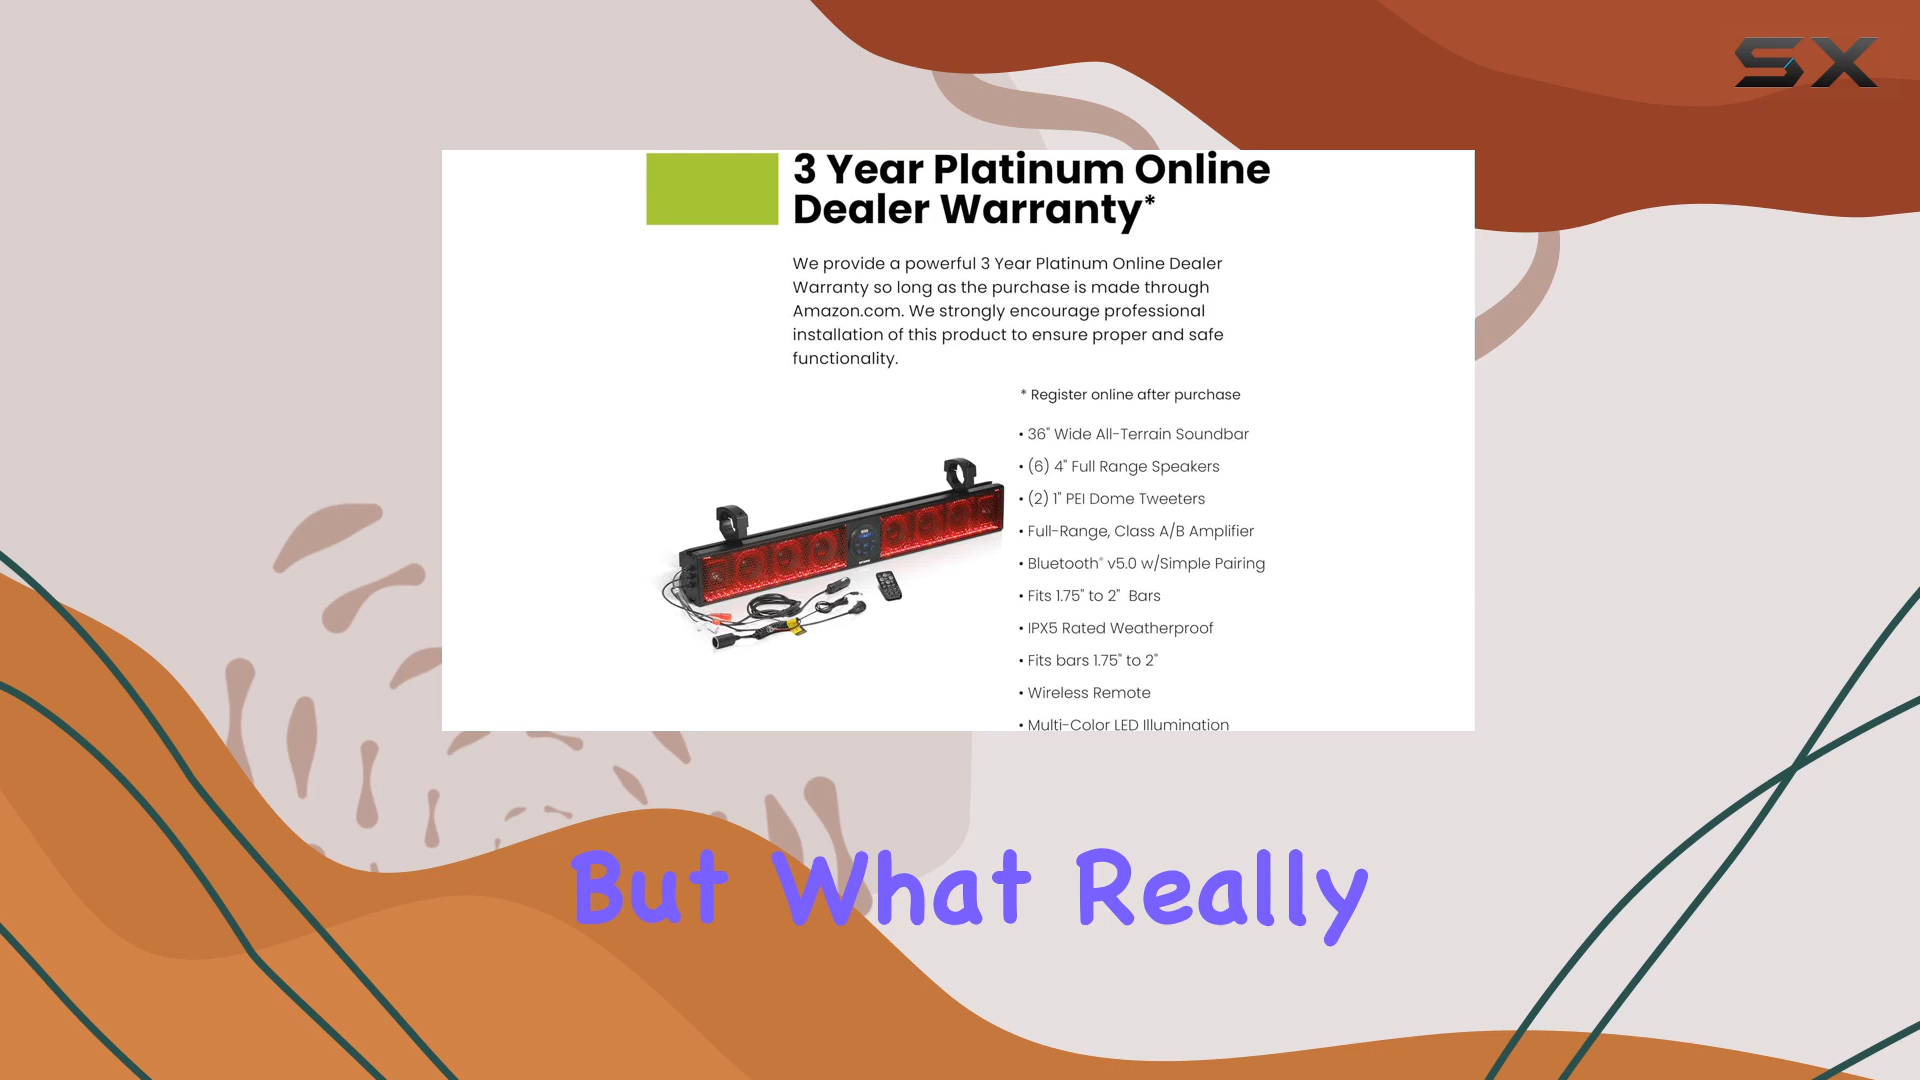 SX
3 Year Platinum Online
Dealer Warranty*
We provide a powerful 3 Year Platinum Online Dealer
Warranty so long as the purchase is made through
Amazon.com. We strongly encourage professional
installation of this product to ensure proper and safe
functionality.
* Register online after purchase
• 36" Wide All-Terrain Soundbar
• (6) 4" Full Range Speakers
• (2) 1" PEI Dome Tweeters
• Full-Range, Class A/B Amplifier
• Bluetooth® v5.0 w/Simple Pairing
• Fits 1.75" to 2" Bars
• IPX5 Rated Weatherproof
• Fits bars 1.75" to 2"
• Wireless Remote
• Multi-Color LED Illumination
But What Really